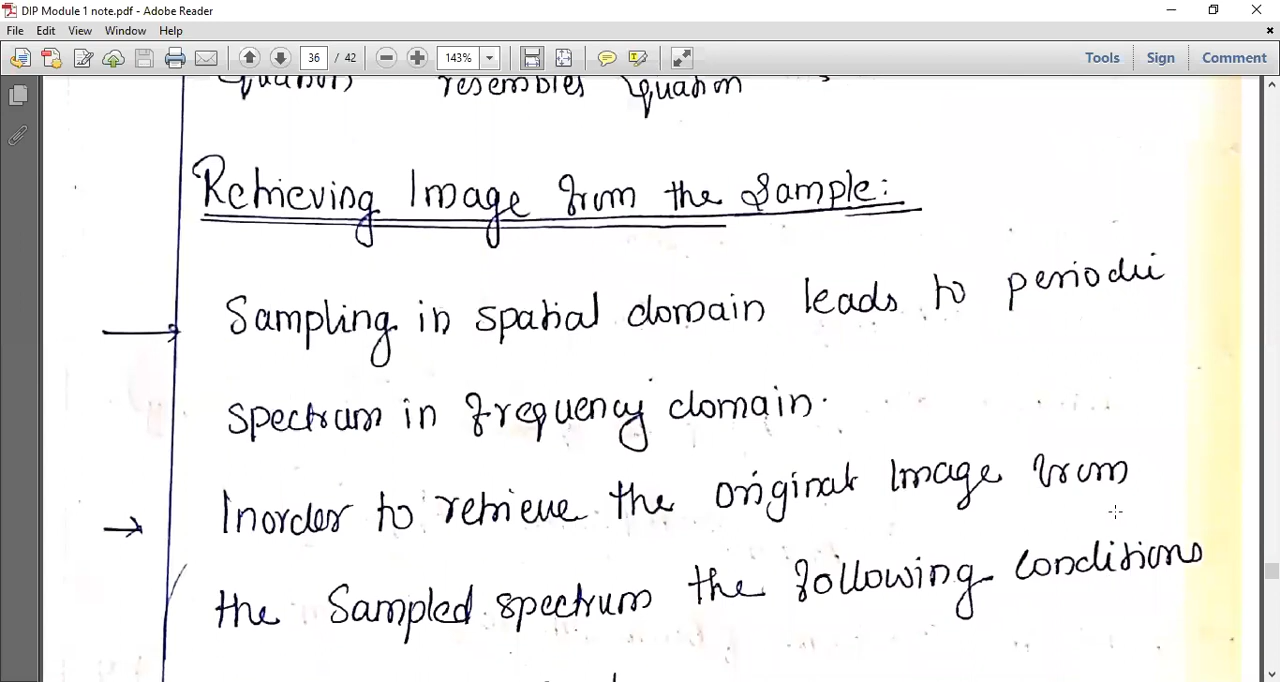 DIP Module 1 note.pdf - Adobe Reader
File Edit View Window Help
36 / 42 143% Tools Sign Comment
resembles
Retrieving Image from the Sample:
Sampling in spatial domain leads to periodic
spectrum in frequency domain.
Inorder to retrieve the original Image from
the Sampled spectrum the following conditions